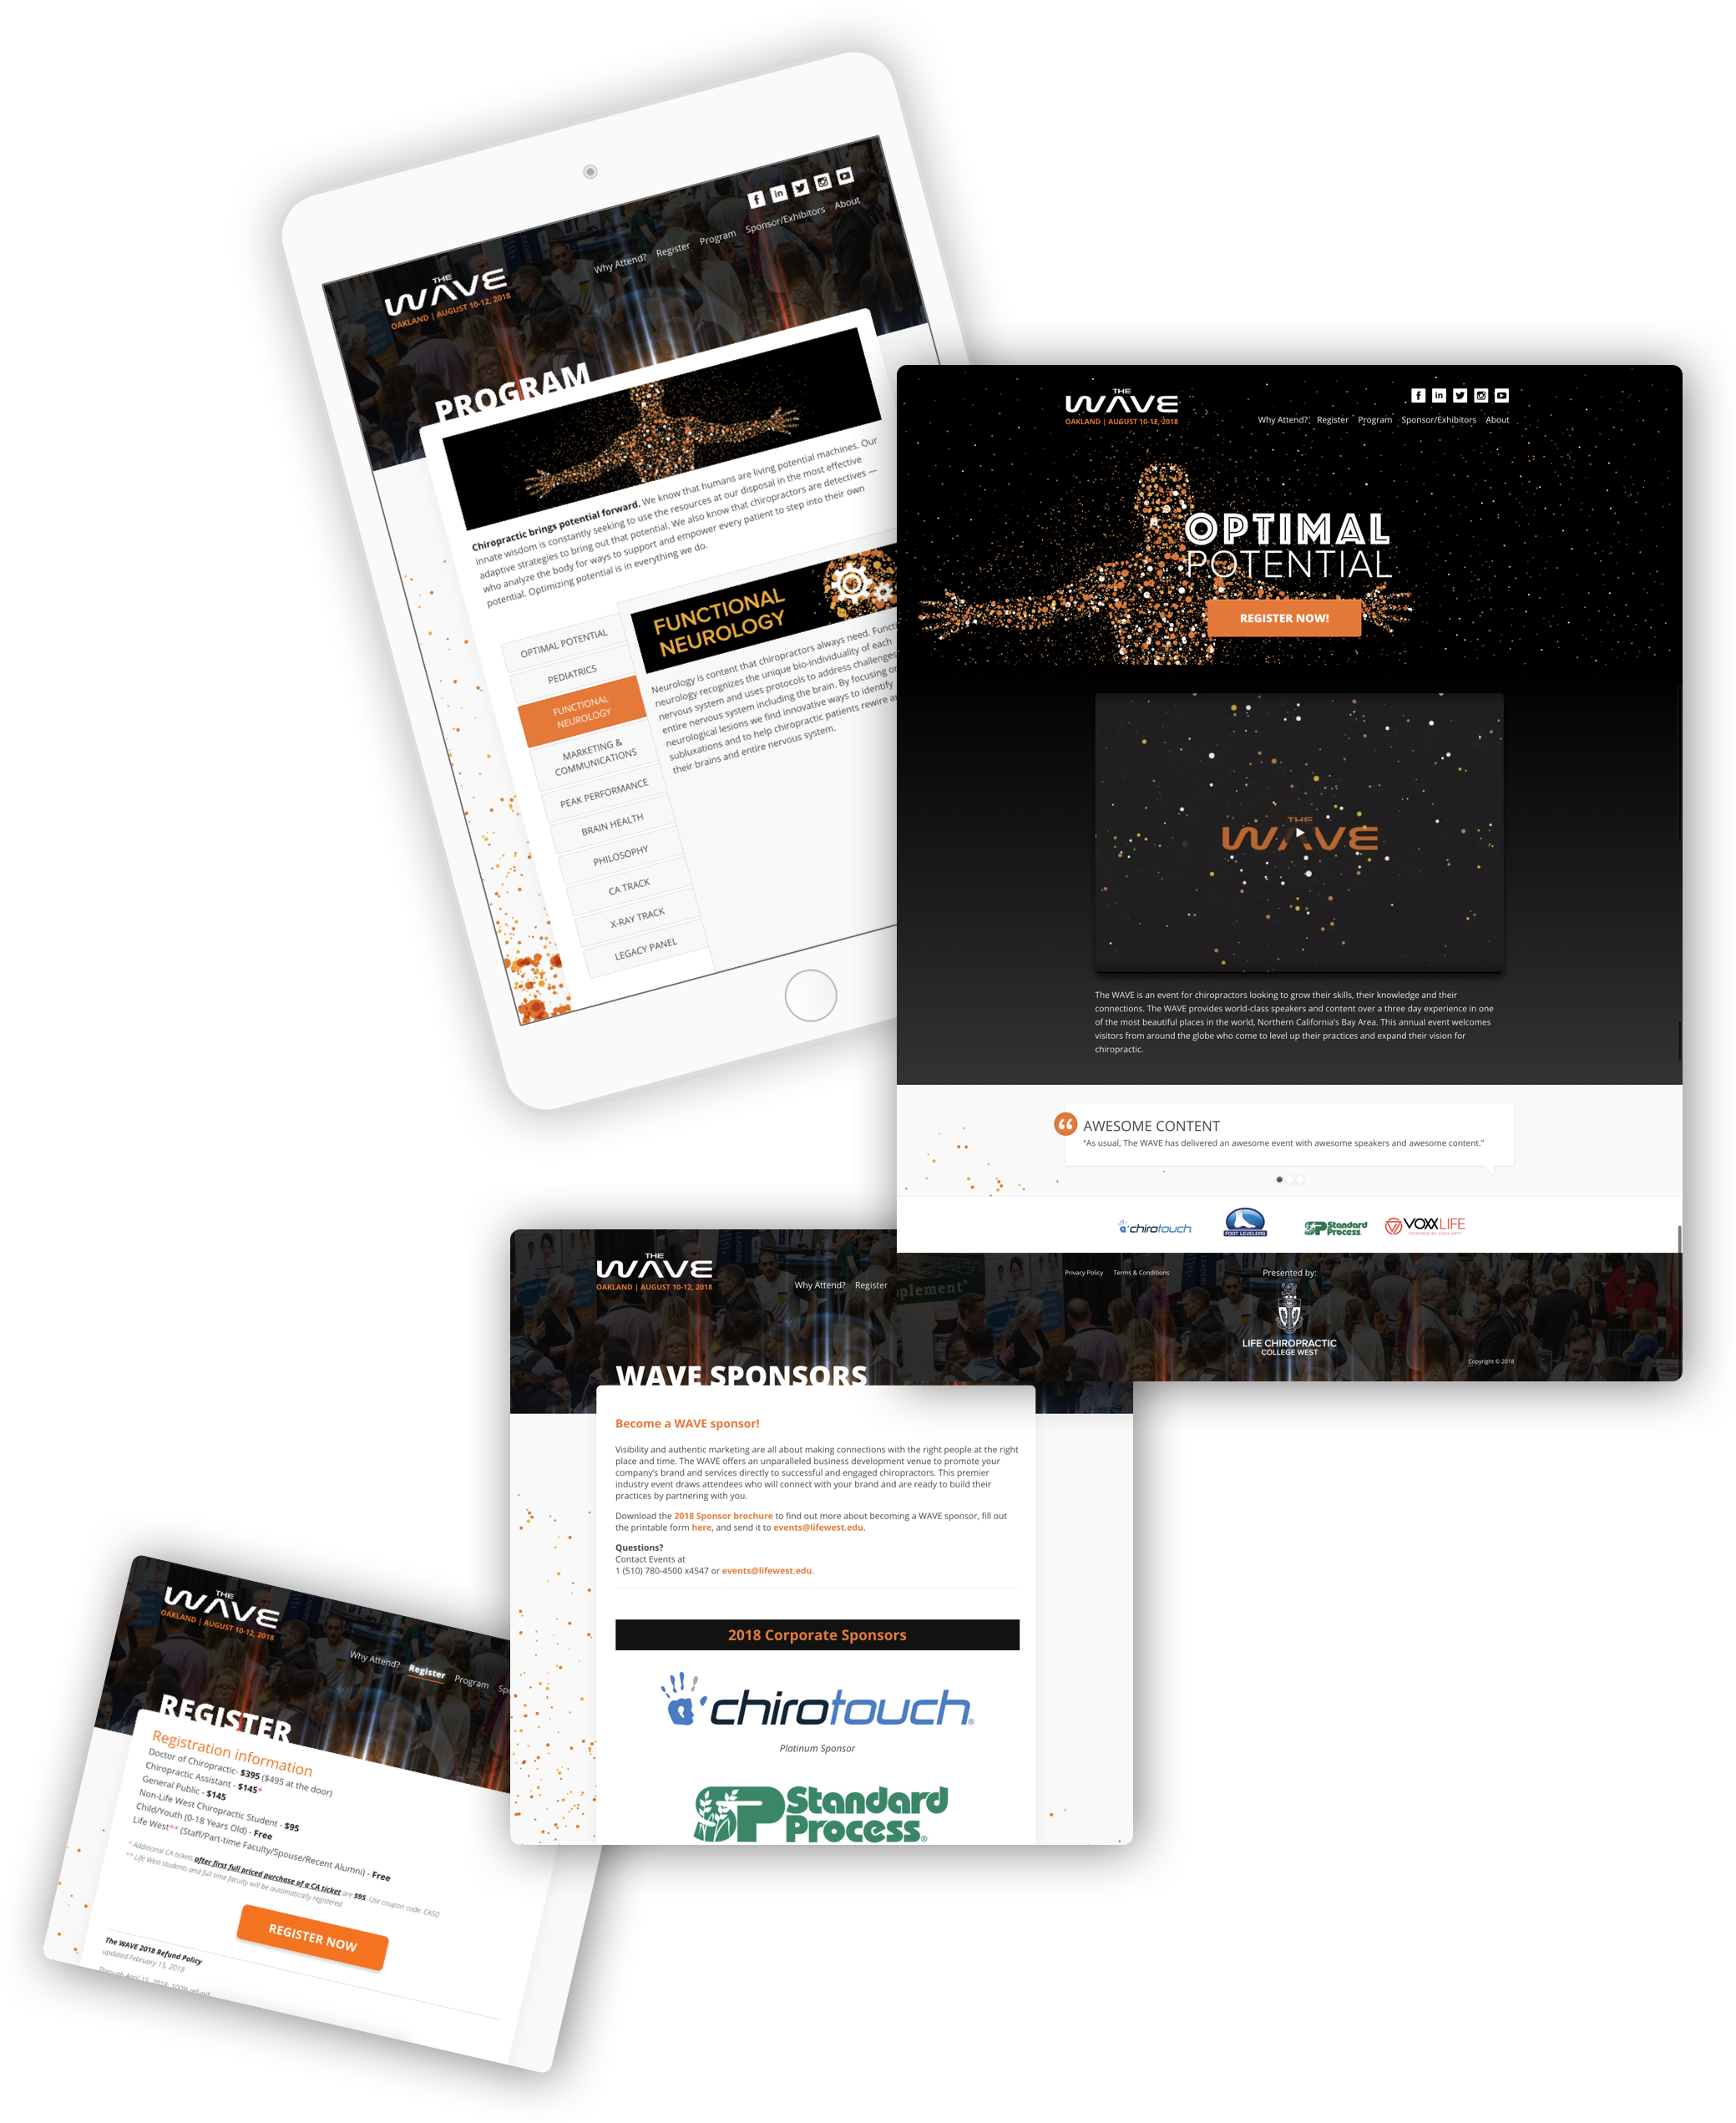 THE
WAVE
OAKLAND | AUGUST 10-12, 2018
Why Attend? Register Program Sponsor/Exhibitors About
PROGRAM
Chiropractic brings potential forward. We know that humans are living potential machines. Our
innate wisdom is constantly seeking to use the resources at our disposal in the most effective
adaptive strategies to bring out that potential. We also know that chiropractors are detectives —
who analyze the body for ways to support and empower every patient to step into their own
potential. Optimizing potential is in everything we do.
OPTIMAL POTENTIAL
PEDIATRICS
FUNCTIONAL
NEUROLOGY
MARKETING &
COMMUNICATIONS
PEAK PERFORMANCE
BRAIN HEALTH
PHILOSOPHY
CA TRACK
X-RAY TRACK
LEGACY PANEL
FUNCTIONAL
NEUROLOGY
Neurology is content that chiropractors always need. Functi
neurology recognizes the unique bio-individuality of each
nervous system and uses protocols to address challenges
entire nervous system including the brain. By focusing on
neurological lesions we find innovative ways to identify
subluxations and to help chiropractic patients rewire a
their brains and entire nervous system.
THE
WAVE
OAKLAND | AUGUST 10-12, 2018
Why Attend? Register Program Sponsor/Exhibitors About
OPTIMAL
POTENTIAL
REGISTER NOW!
THE
WAVE
The WAVE is an event for chiropractors looking to grow their skills, their knowledge and their
connections. The WAVE provides world-class speakers and content over a three day experience in one
of the most beautiful places in the world, Northern California's Bay Area. This annual event welcomes
visitors from around the globe who come to level up their practices and expand their vision for
chiropractic.
AWESOME CONTENT
“As usual, The WAVE has delivered an awesome event with awesome speakers and awesome content.”
chirotouch
FOOT LEVELERS
SP Standard
Process
VOXXLIFE
Privacy Policy Terms & Conditions
Presented by:
LIFE CHIROPRACTIC
COLLEGE WEST
Copyright © 2018
plement
THE
WAVE
OAKLAND | AUGUST 10-12, 2018
Why Attend? Register
WAVE SPONSORS
Become a WAVE sponsor!
Visibility and authentic marketing are all about making connections with the right people at the right
place and time. The WAVE offers an unparalleled business development venue to promote your
company's brand and services directly to successful and engaged chiropractors. This premier
industry event draws attendees who will connect with your brand and are ready to build their
practices by partnering with you.
Download the 2018 Sponsor brochure to find out more about becoming a WAVE sponsor, fill out
the printable form here, and send it to events@lifewest.edu.
Questions?
Contact Events at
1 (510) 780-4500 x4547 or events@lifewest.edu.
2018 Corporate Sponsors
chirotouch®
Platinum Sponsor
SP Standard
Process®
THE
WAVE
OAKLAND | AUGUST 10-12, 2018
Why Attend? Register Program Spo
REGISTER
Registration information
Doctor of Chiropractic- $395 ($495 at the door)
Chiropractic Assistant - $145*
General Public - $145
Non-Life West Chiropractic Student - $95
Child/Youth (0-18 Years Old) - Free
Life West** (Staff/Part-time Faculty/Spouse/Recent Alumni) - Free
* Additional CA tickets after first full priced purchase of a CA ticket are $95. Use coupon code: CA50
** Life West students and full time faculty will be automatically registered.
REGISTER NOW
The WAVE 2018 Refund Policy
updated February 15, 2018
Through April 15, 2018: 100% refund